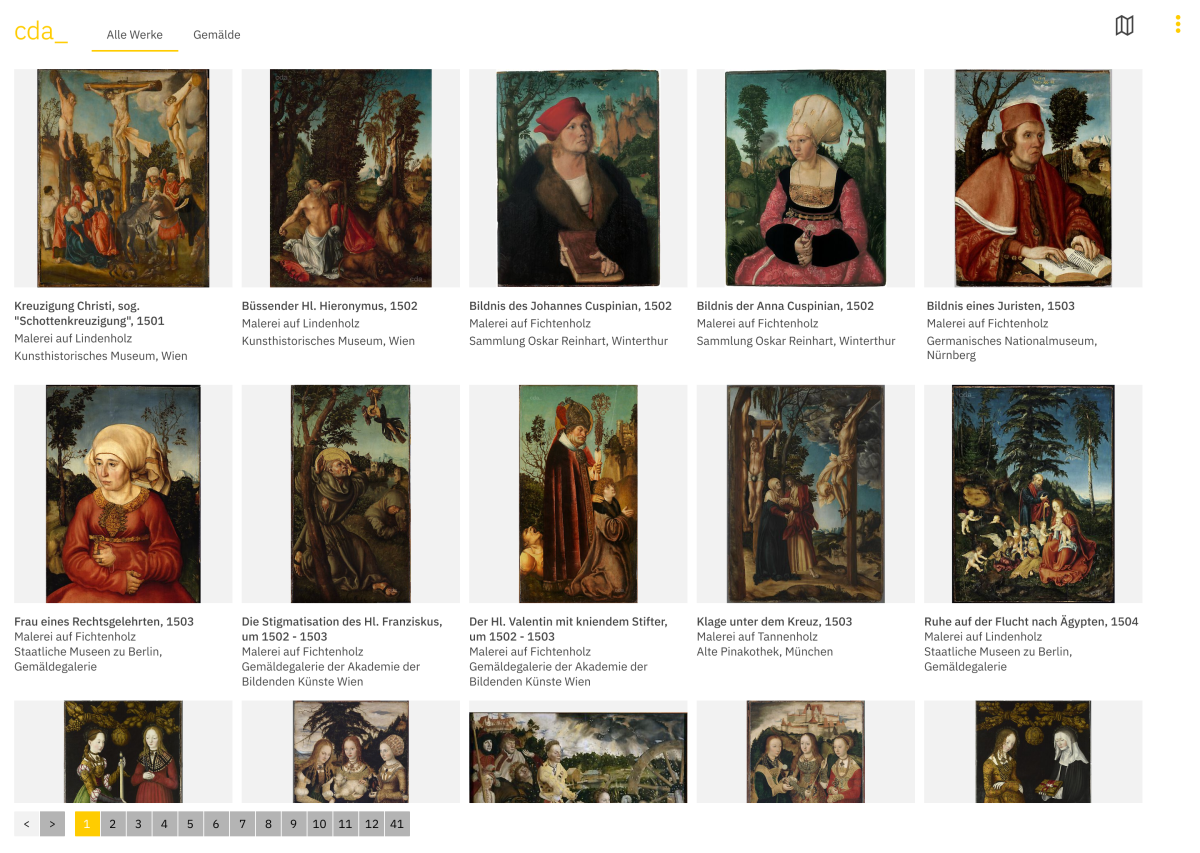 cda_
Alle Werke
Gemälde
Kreuzigung Christi, sog.
"Schottenkreuzigung", 1501
Malerei auf Lindenholz
Kunsthistorisches Museum, Wien
Büssender Hl. Hieronymus, 1502
Malerei auf Lindenholz
Kunsthistorisches Museum, Wien
Bildnis des Johannes Cuspinian, 1502
Malerei auf Fichtenholz
Sammlung Oskar Reinhart, Winterthur
Bildnis der Anna Cuspinian, 1502
Malerei auf Fichtenholz
Sammlung Oskar Reinhart, Winterthur
Bildnis eines Juristen, 1503
Malerei auf Fichtenholz
Germanisches Nationalmuseum,
Nürnberg
Frau eines Rechtsgelehrten, 1503
Malerei auf Fichtenholz
Staatliche Museen zu Berlin,
Gemäldegalerie
Die Stigmatisation des Hl. Franziskus,
um 1502 - 1503
Malerei auf Fichtenholz
Gemäldegalerie der Akademie der
Bildenden Künste Wien
Der Hl. Valentin mit kniendem Stifter,
um 1502 - 1503
Malerei auf Fichtenholz
Gemäldegalerie der Akademie der
Bildenden Künste Wien
Klage unter dem Kreuz, 1503
Malerei auf Tannenholz
Alte Pinakothek, München
Ruhe auf der Flucht nach Ägypten, 1504
Malerei auf Lindenholz
Staatliche Museen zu Berlin,
Gemäldegalerie
< > 1 2 3 4 5 6 7 8 9 10 11 12 41